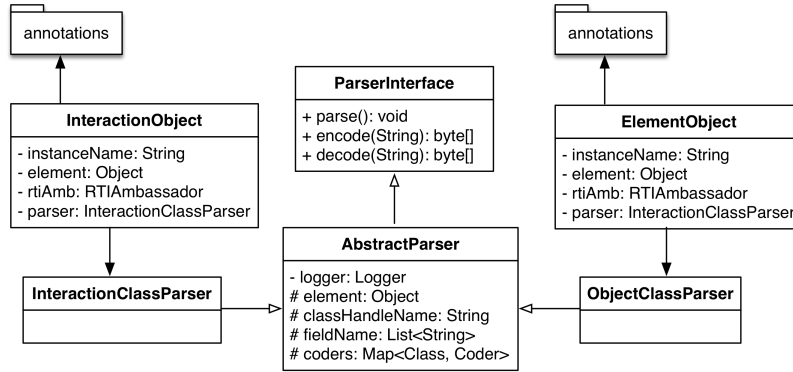 annotations
annotations
ParserInterface
+ parse(): void
+ encode(String): byte[]
+ decode(String): byte[]
InteractionObject
- instanceName: String
- element: Object
- rtiAmb: RTIAmbassador
- parser: InteractionClassParser
ElementObject
- instanceName: String
- element: Object
- rtiAmb: RTIAmbassador
- parser: InteractionClassParser
AbstractParser
- logger: Logger
# element: Object
# classHandleName: String
# fieldName: List<String>
# coders: Map<Class, Coder>
InteractionClassParser
ObjectClassParser